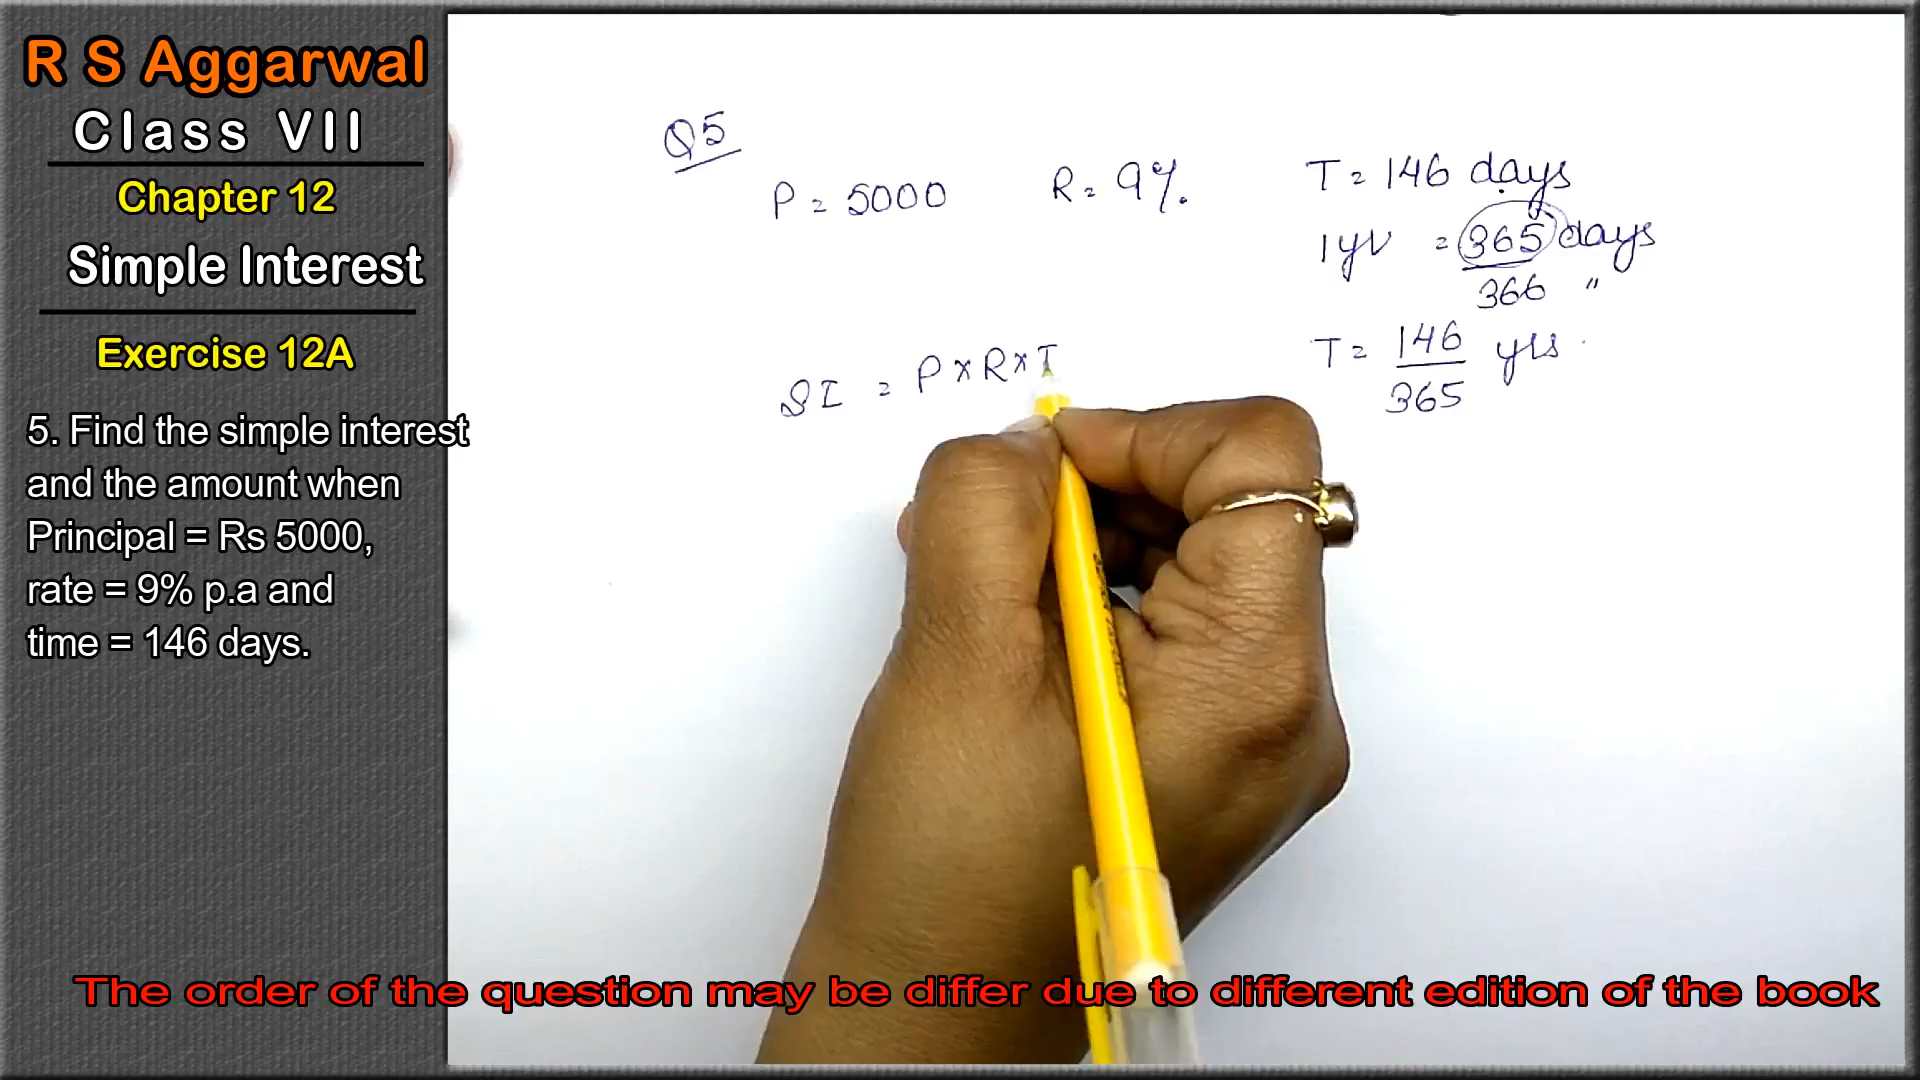 R S Aggarwal
Class VII
Chapter 12
Simple Interest
Exercise 12A
5. Find the simple interest
and the amount when
Principal = Rs 5000,
rate = 9% p.a and
time = 146 days.
Q5
P = 5000 R = 9%. T = 146 days
1yr = 365 days
366 "
T = 146/365 yrs.
SI = P × R × T
The order of the question may be differ due to different edition of the book